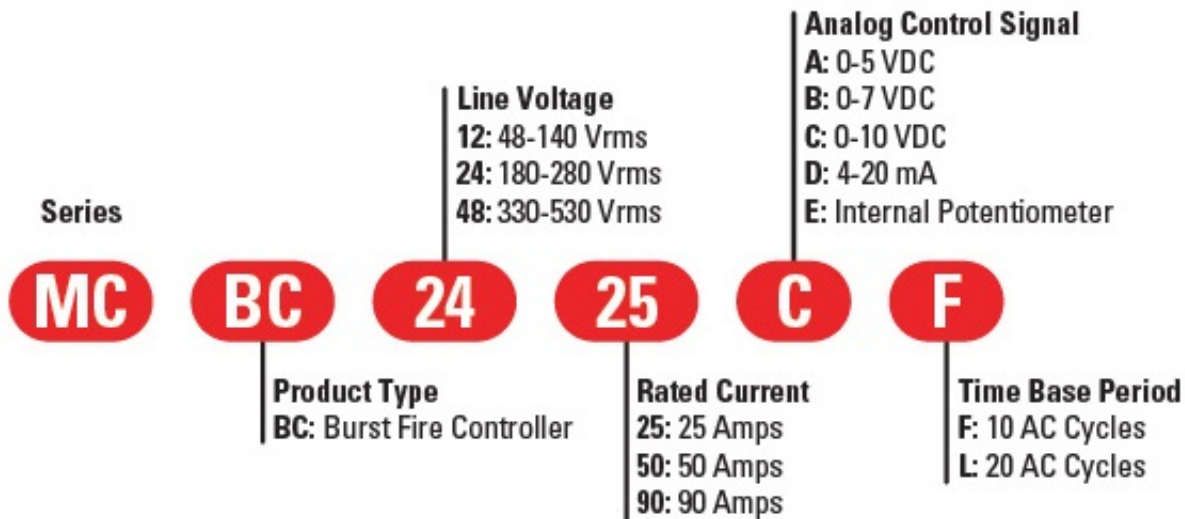 Analog Control Signal
A: 0-5 VDC
B: 0-7 VDC
C: 0-10 VDC
D: 4-20 mA
E: Internal Potentiometer
Line Voltage
12: 48-140 Vrms
24: 180-280 Vrms
48: 330-530 Vrms
Series
MC BC 24 25 C F
Product Type
BC: Burst Fire Controller
Rated Current
25: 25 Amps
50: 50 Amps
90: 90 Amps
Time Base Period
F: 10 AC Cycles
L: 20 AC Cycles